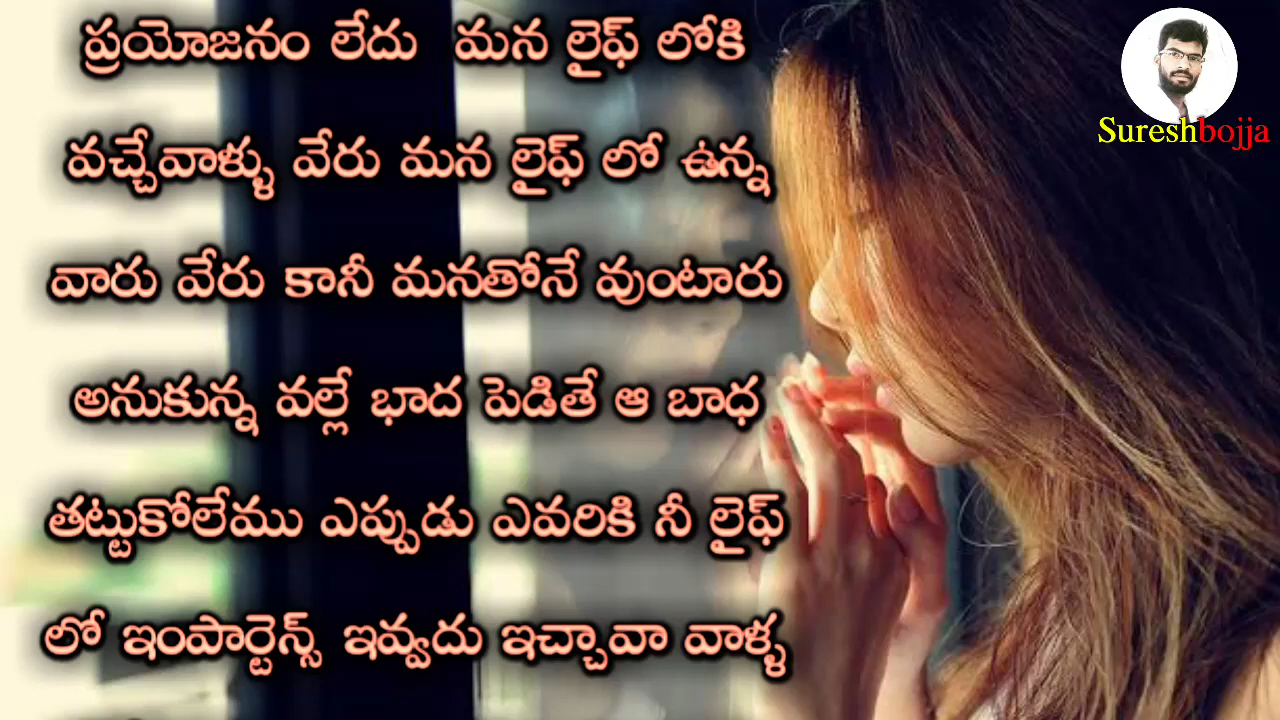 ప్రయోజనం లేదు మన లైఫ్ లోకి
వచ్చేవాళ్ళు వేరు మన లైఫ్ లో ఉన్న
వారు వేరు కానీ మనతోనే వుంటారు
అనుకున్న వల్లే భాద పెడితే ఆ బాధ
తట్టుకోలేము ఎప్పుడు ఎవరికి నీ లైఫ్
లో ఇంపార్టెన్స్ ఇవ్వదు ఇచ్చావా వాళ్ళ
Sureshbojja